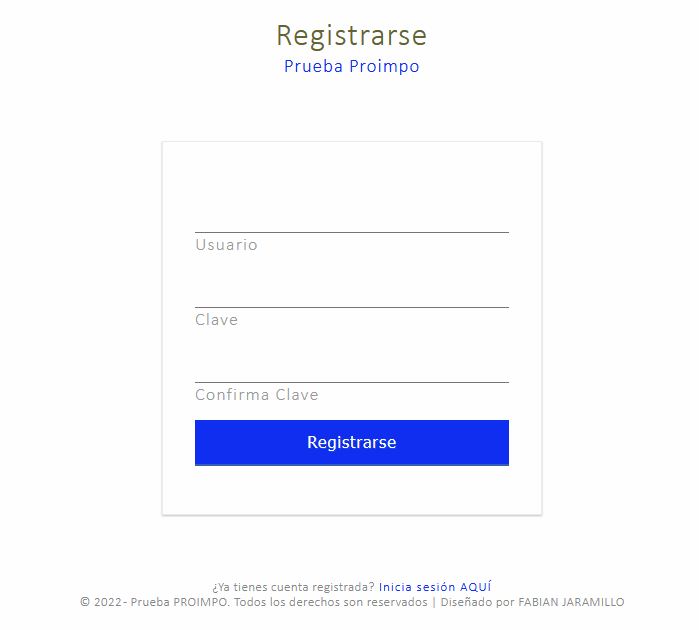 Registrarse
Prueba Proimpo
Usuario
Clave
Confirma Clave
Registrarse
¿Ya tienes cuenta registrada? Inicia sesión AQUÍ
© 2022- Prueba PROIMPO. Todos los derechos son reservados | Diseñado por FABIAN JARAMILLO